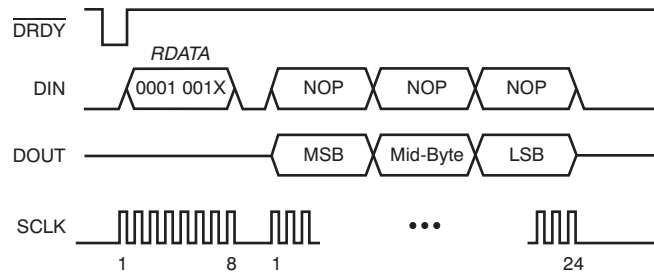 DRDY
RDATA
DIN 0001 001X NOP NOP NOP
DOUT MSB Mid-Byte LSB
SCLK •••
1 8 1 24